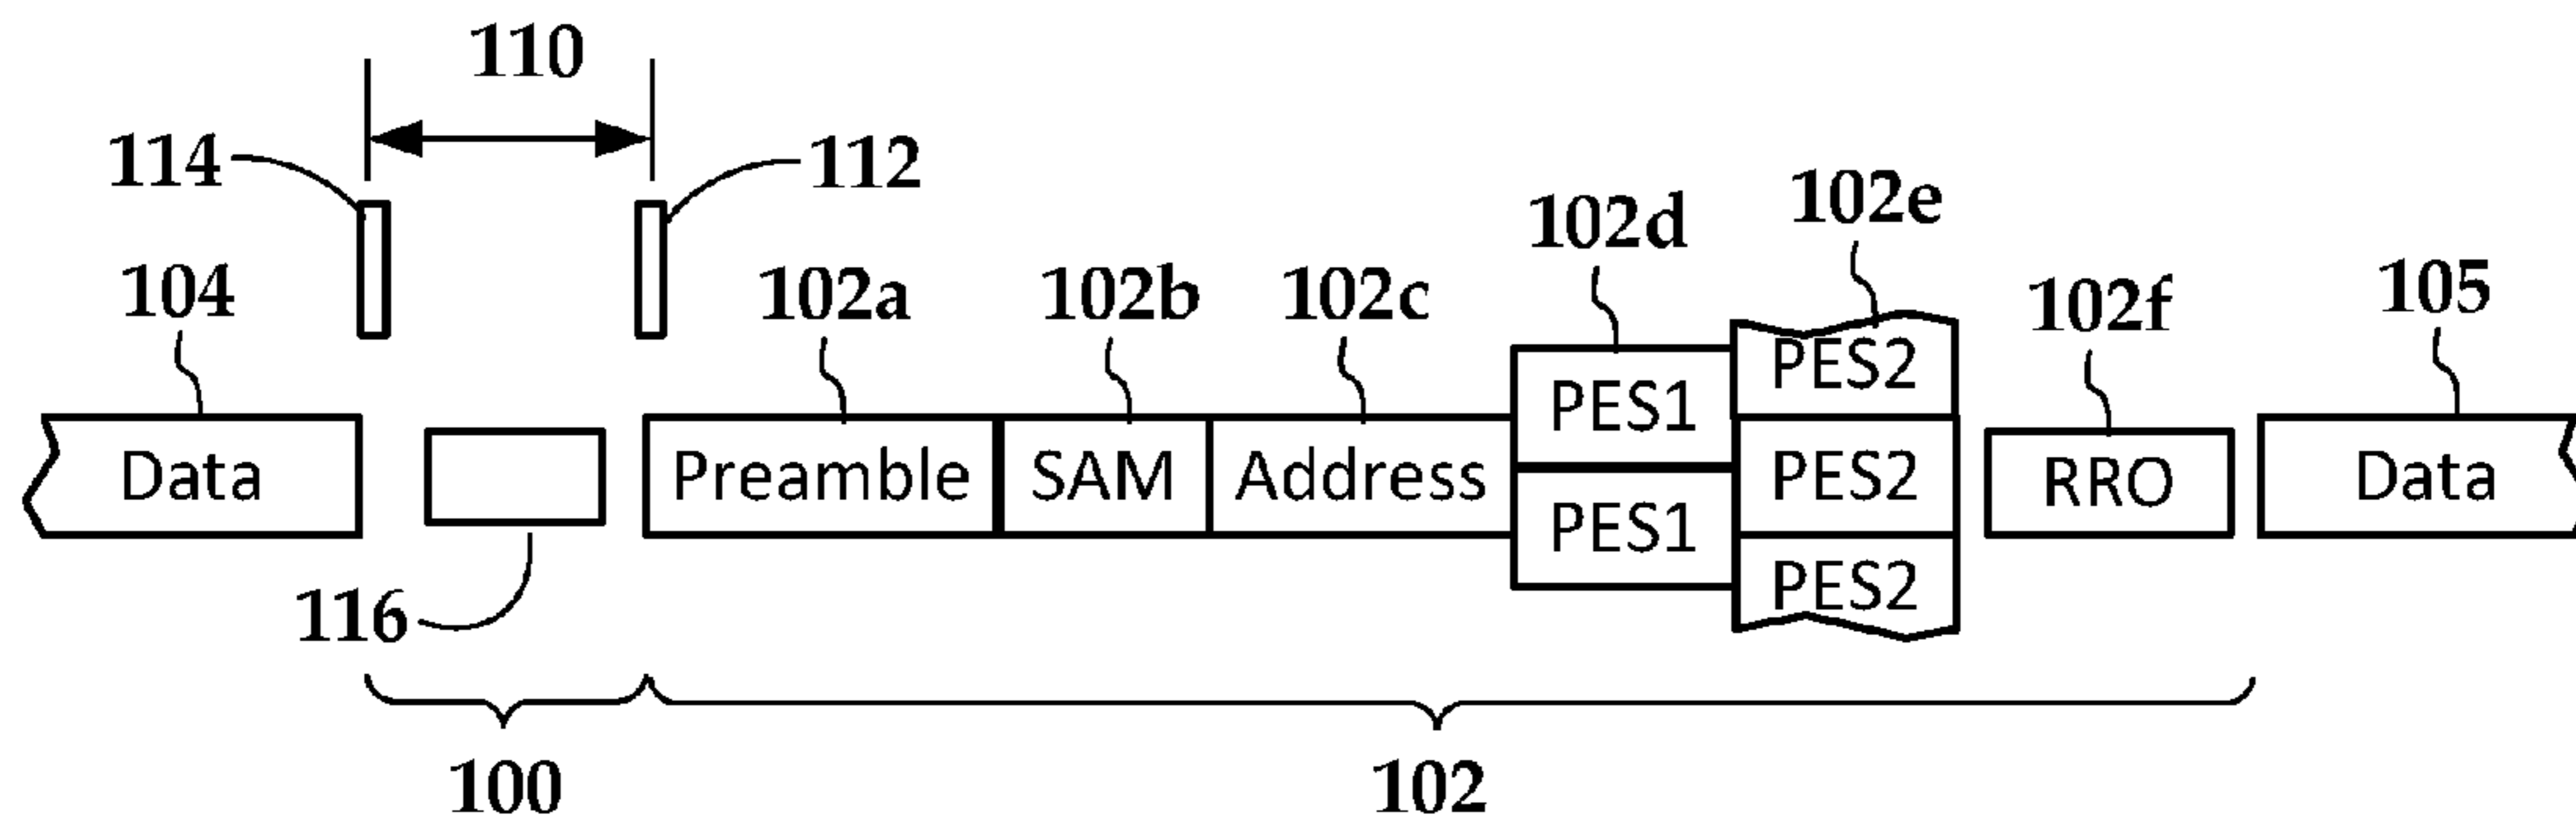 110
114
112
102d
102e
104
102a
102b
102c
102f
105
PES2
PES1
Data
Preamble
SAM
Address
PES2
RRO
Data
PES1
PES2
116
100
102